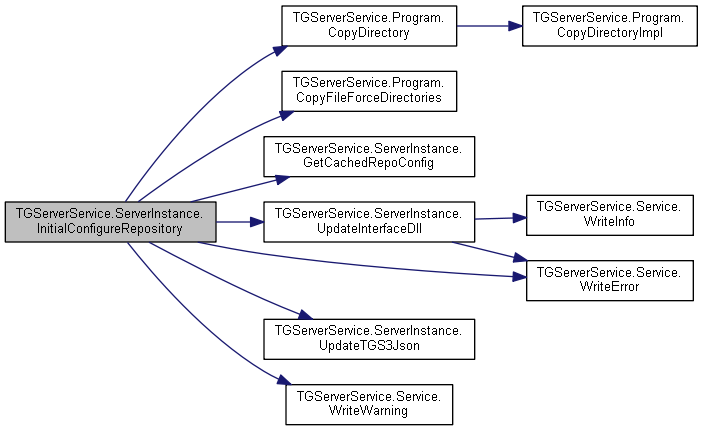 TGServerService.Program.
CopyDirectory
TGServerService.Program.
CopyDirectoryImpl
TGServerService.Program.
CopyFileForceDirectories
TGServerService.ServerInstance.
GetCachedRepoConfig
TGServerService.ServerInstance.
InitialConfigureRepository
TGServerService.ServerInstance.
UpdateInterfaceDll
TGServerService.Service.
WriteInfo
TGServerService.Service.
WriteError
TGServerService.ServerInstance.
UpdateTGS3Json
TGServerService.Service.
WriteWarning